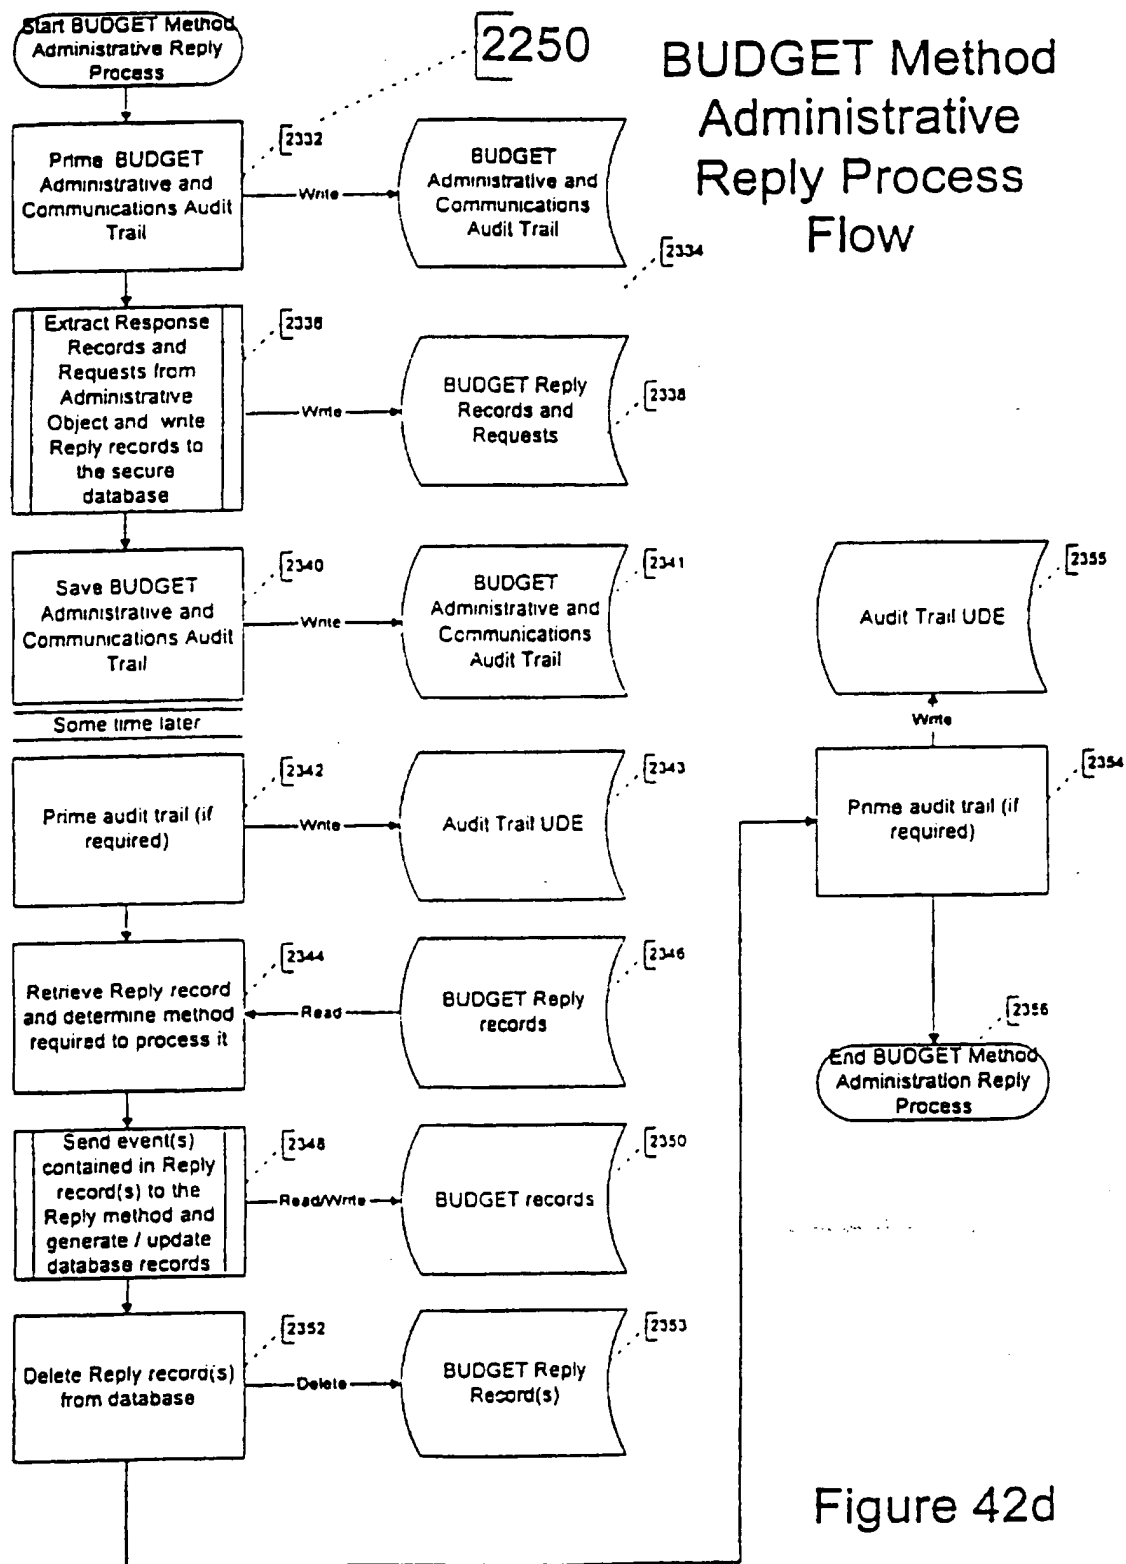 Start BUDGET Method
Administrative Reply
Process
2250
BUDGET Method
Administrative
Reply Process
Flow
Prime BUDGET
Administrative and
Communications Audit
Trail
2332
Write
BUDGET
Administrative and
Communications
Audit Trail
2334
Extract Response
Records and
Requests from
Administrative
Object and write
Reply records to
the secure
database
2336
Write
BUDGET Reply
Records and
Requests
2338
Save BUDGET
Administrative and
Communications Audit
Trail
2340
Write
BUDGET
Administrative and
Communications
Audit Trail
2341
Some time later
Prime audit trail (if
required)
2342
Write
Audit Trail UDE
2343
Retrieve Reply record
and determine method
required to process it
2344
Read
BUDGET Reply
records
2346
Send event(s)
contained in Reply
record(s) to the
Reply method and
generate / update
database records
2348
Read/Write
BUDGET records
2350
Delete Reply record(s)
from database
2352
Delete
BUDGET Reply
Record(s)
2353
Audit Trail UDE
2355
Write
Prime audit trail (if
required)
2354
2356
End BUDGET Method
Administration Reply
Process
Figure 42d